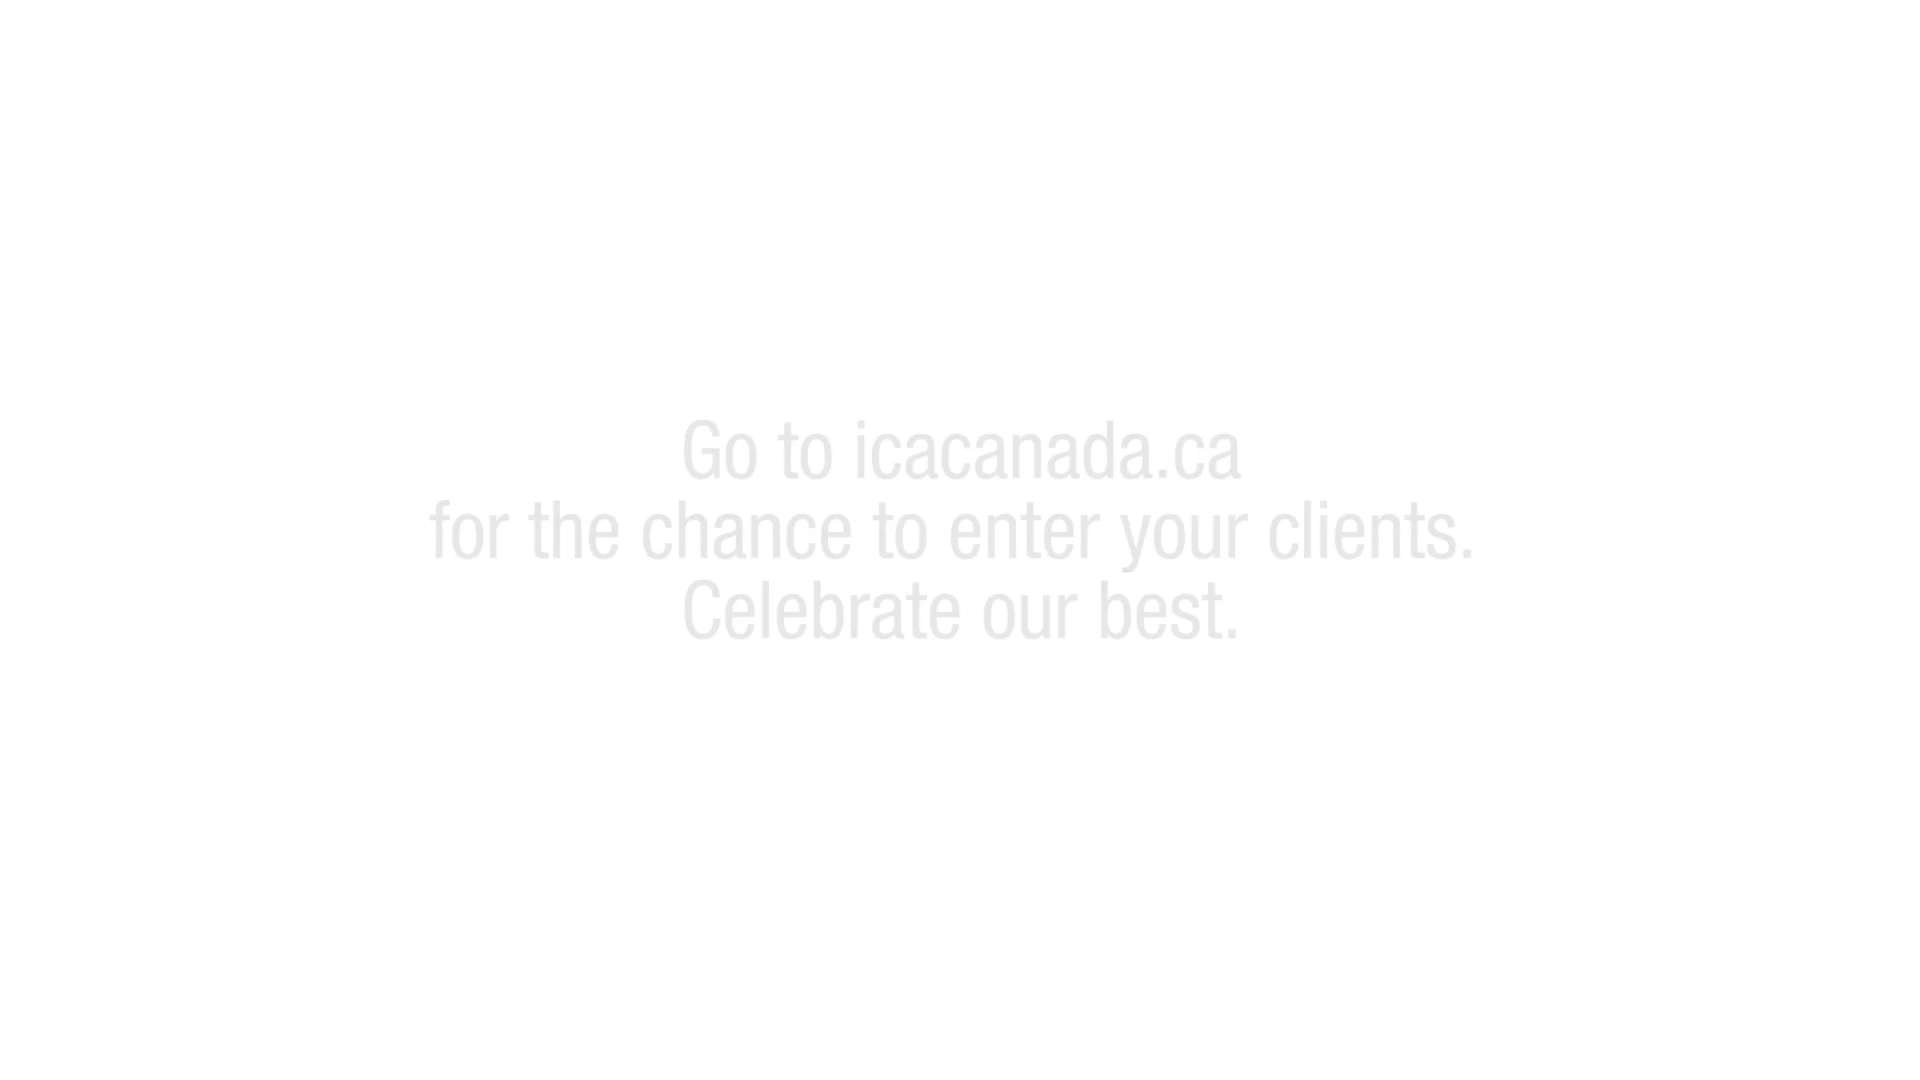 Go to icacanada.ca
for the chance to enter your clients.
Celebrate our best.